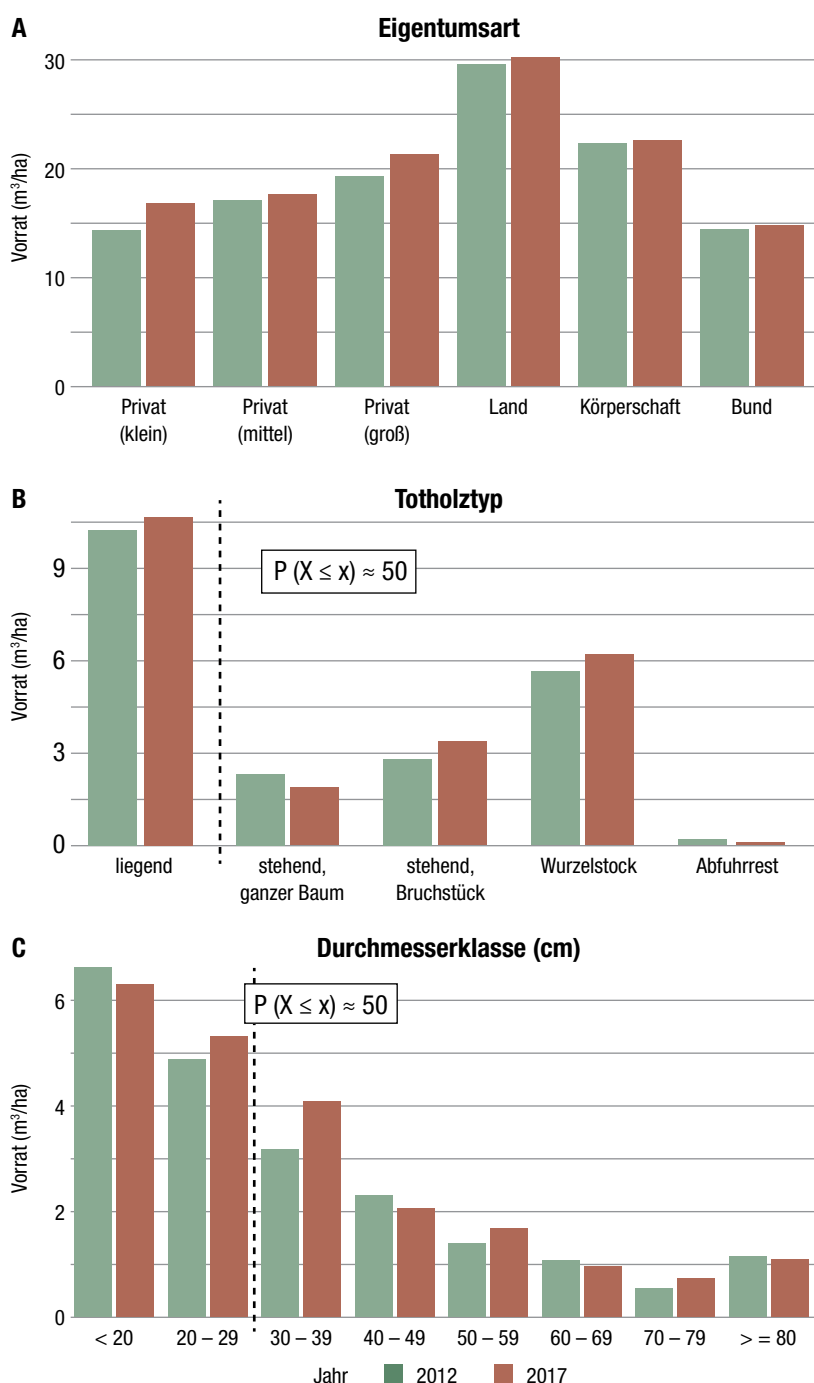 A
Eigentumsart
Vorrat (m³/ha)
30
20
10
0
Privat
(klein)
Privat
(mittel)
Privat
(groß)
Land
Körperschaft
Bund
B
Totholztyp
Vorrat (m³/ha)
9
6
3
0
P (X ≤ x) ≈ 50
liegend
stehend,
ganzer Baum
stehend,
Bruchstück
Wurzelstock
Abfuhrrest
C
Durchmesserklasse (cm)
Vorrat (m³/ha)
6
4
2
0
P (X ≤ x) ≈ 50
< 20
20 – 29
30 – 39
40 – 49
50 – 59
60 – 69
70 – 79
> = 80
Jahr 2012 2017